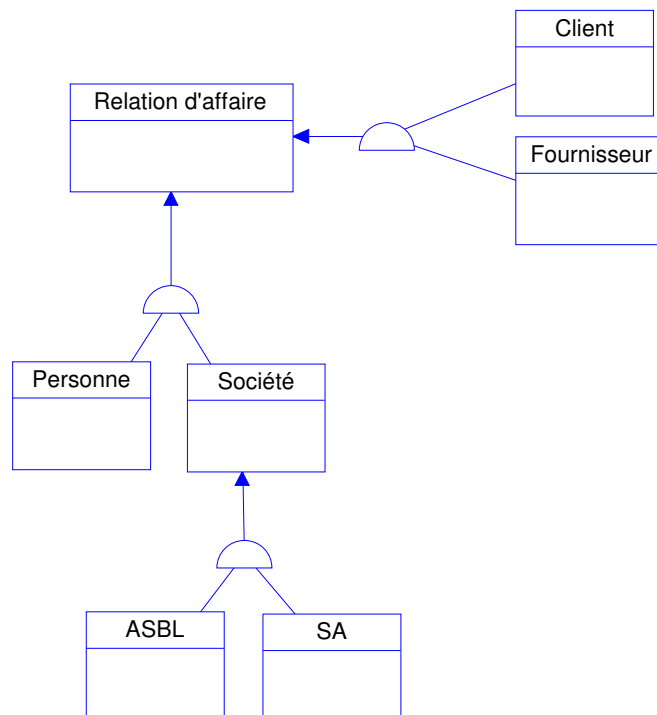 Client
Relation d'affaire
Fournisseur
Personne
Société
ASBL
SA